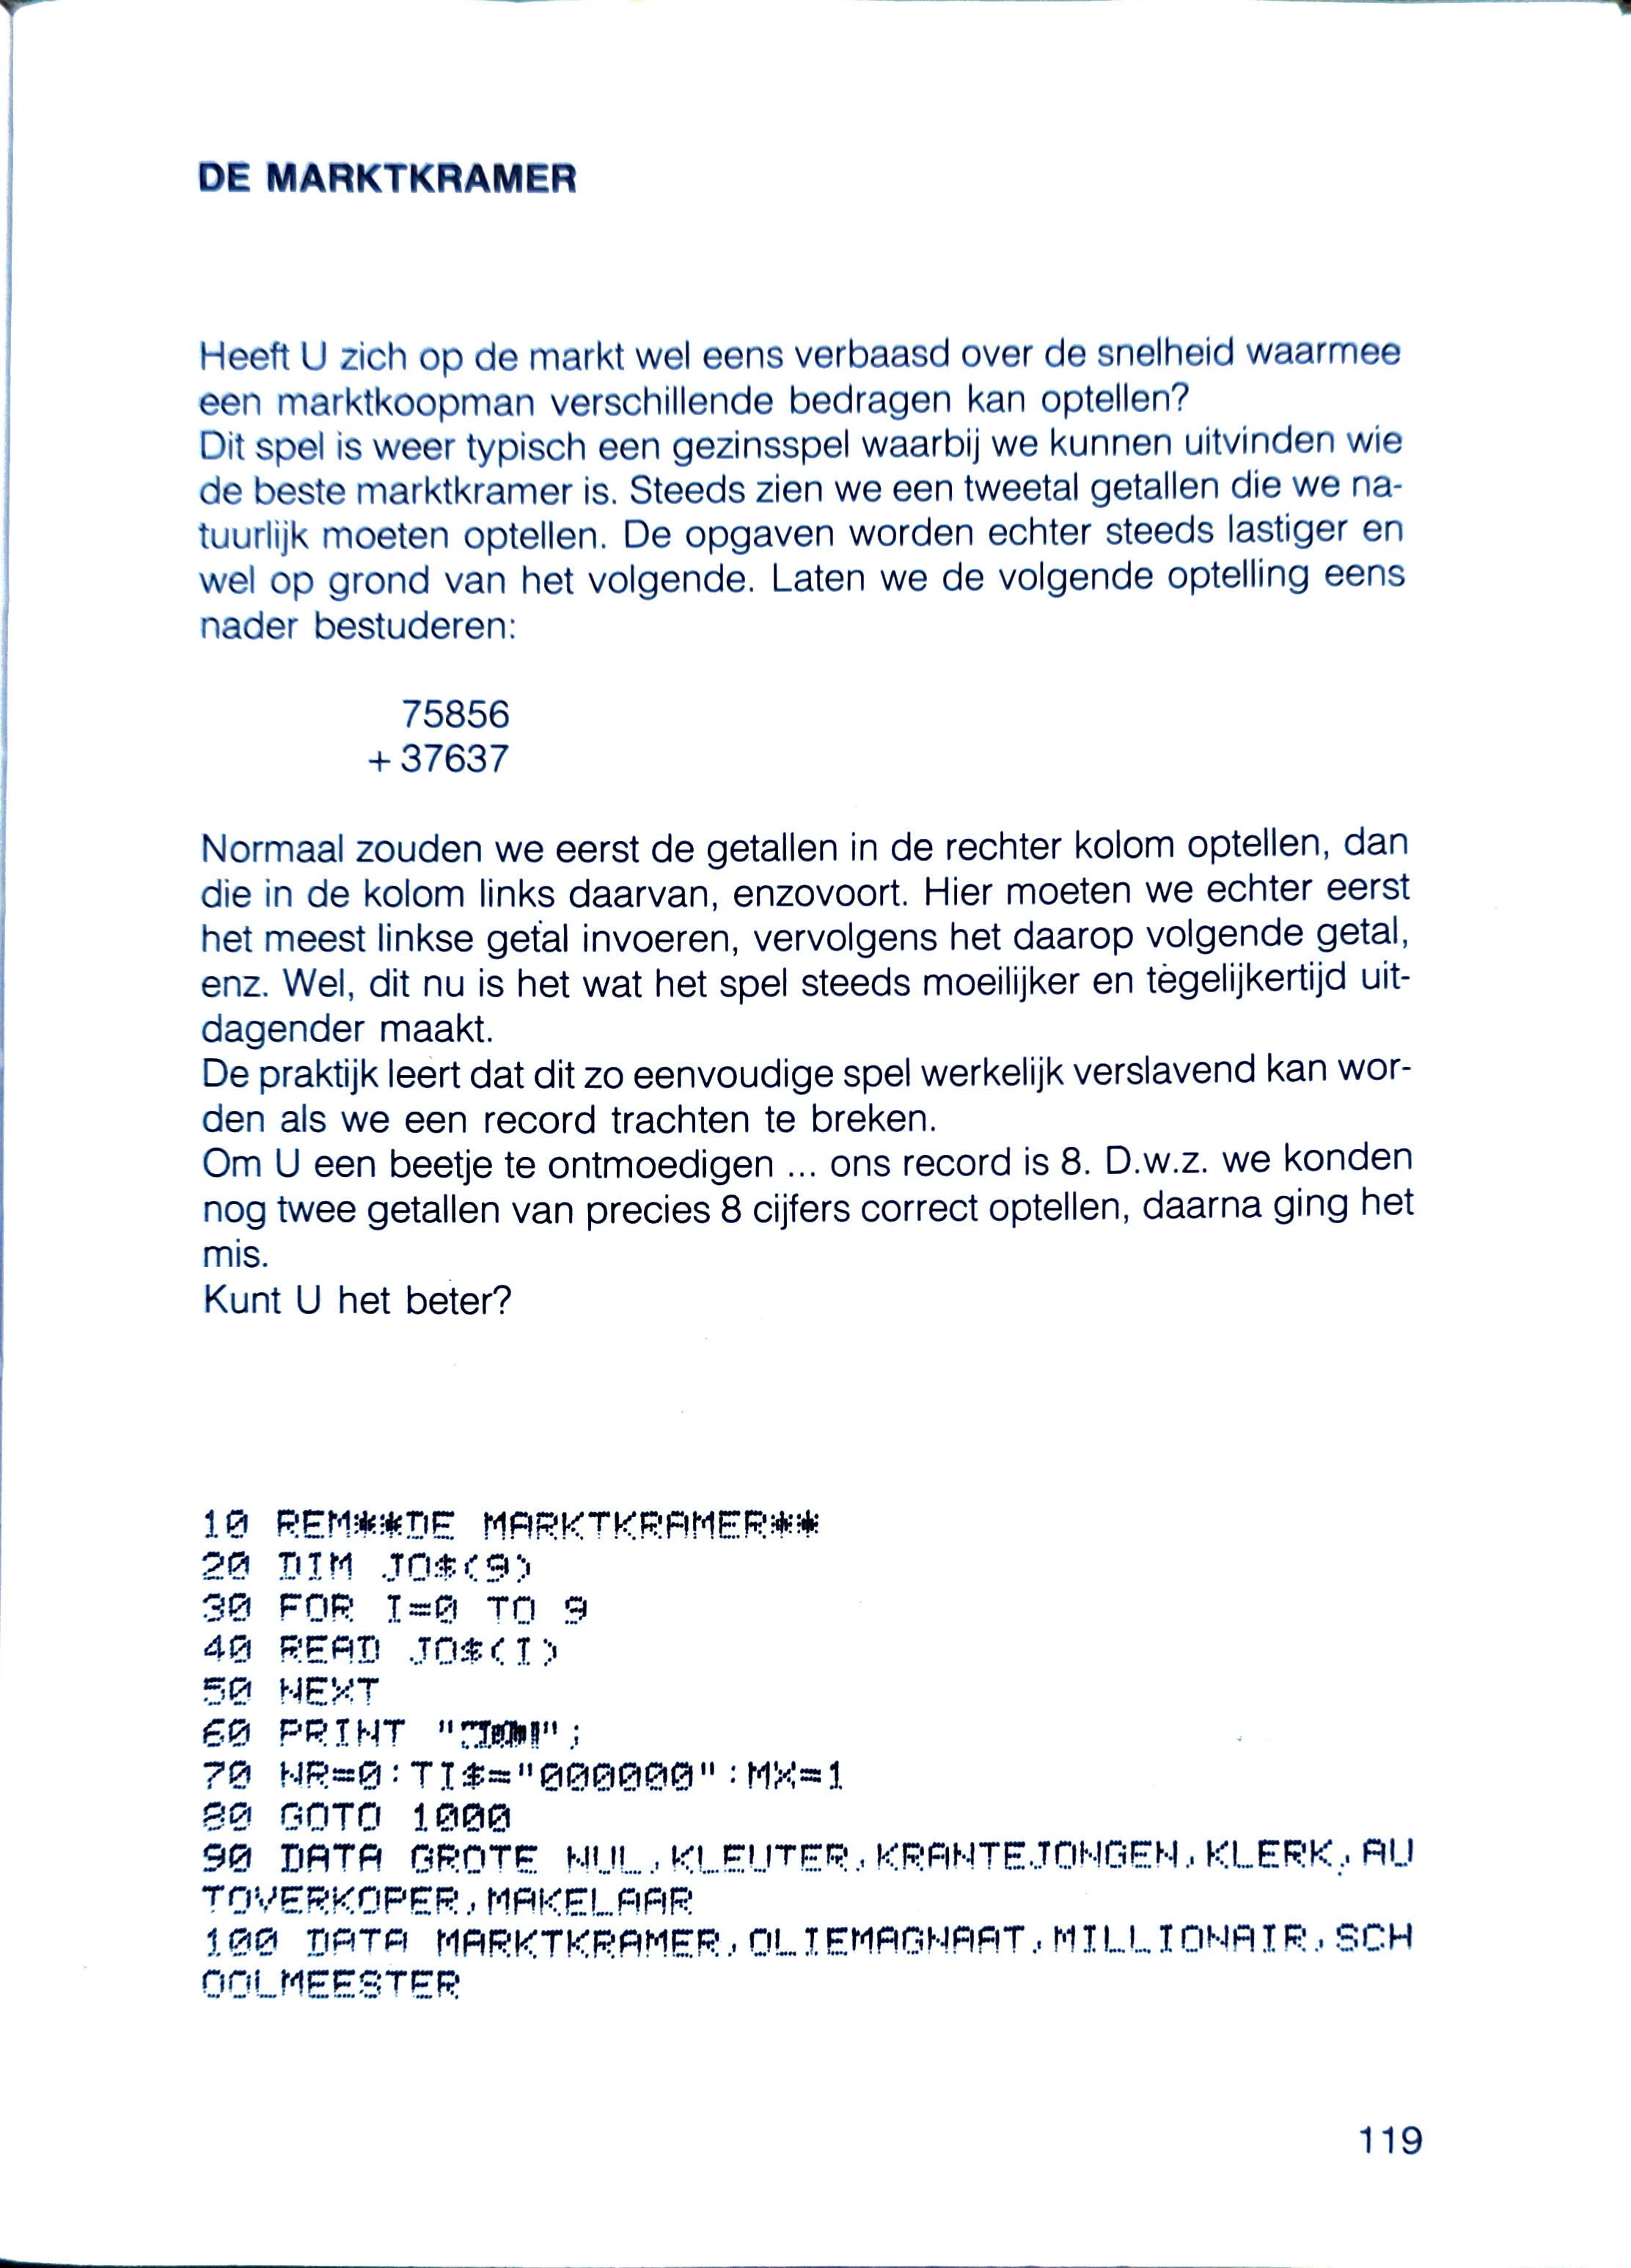 DE MARKTKRAMER
Heeft U zich op de markt wel eens verbaasd over de snelheid waarmee
een marktkoopman verschillende bedragen kan optellen?
Dit spel is weer typisch een gezinsspel waarbij we kunnen uitvinden wie
de beste marktkramer is. Steeds zien we een tweetal getallen die we na-
tuurlijk moeten optellen. De opgaven worden echter steeds lastiger en
wel op grond van het volgende. Laten we de volgende optelling eens
nader bestuderen:
75856
+ 37637
Normaal zouden we eerst de getallen in de rechter kolom optellen, dan
die in de kolom links daarvan, enzovoort. Hier moeten we echter eerst
het meest linkse getal invoeren, vervolgens het daarop volgende getal,
enz. Wel, dit nu is het wat het spel steeds moeilijker en tegelijkertijd uit-
dagender maakt.
De praktijk leert dat dit zo eenvoudige spel werkelijk verslavend kan wor-
den als we een record trachten te breken.
Om U een beetje te ontmoedigen ... ons record is 8. D.w.z. we konden
nog twee getallen van precies 8 cijfers correct optellen, daarna ging het
mis.
Kunt U het beter?
10 REM**DE MARKTKRAMER**
20 DIM JO$(9)
30 FOR I=0 TO 9
40 READ JO$(I)
50 NEXT
60 PRINT "";
70 NR=0:TI$="000000":MX=1
80 GOTO 1000
90 DATA GROTE NUL,KLEUTER,KRANTEJONGEN,KLERK,AU
TOVERKOPER,MAKELAAR
100 DATA MARKTKRAMER,OLIEMAGNAAT,MILLIONAIR,SCH
OOLMEESTER
119